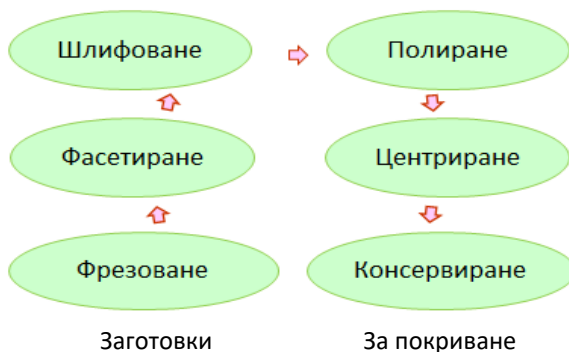 Шлифоване
Полиране
Фасетиране
Центриране
Фрезоване
Консервиране
Заготовки
За покриване